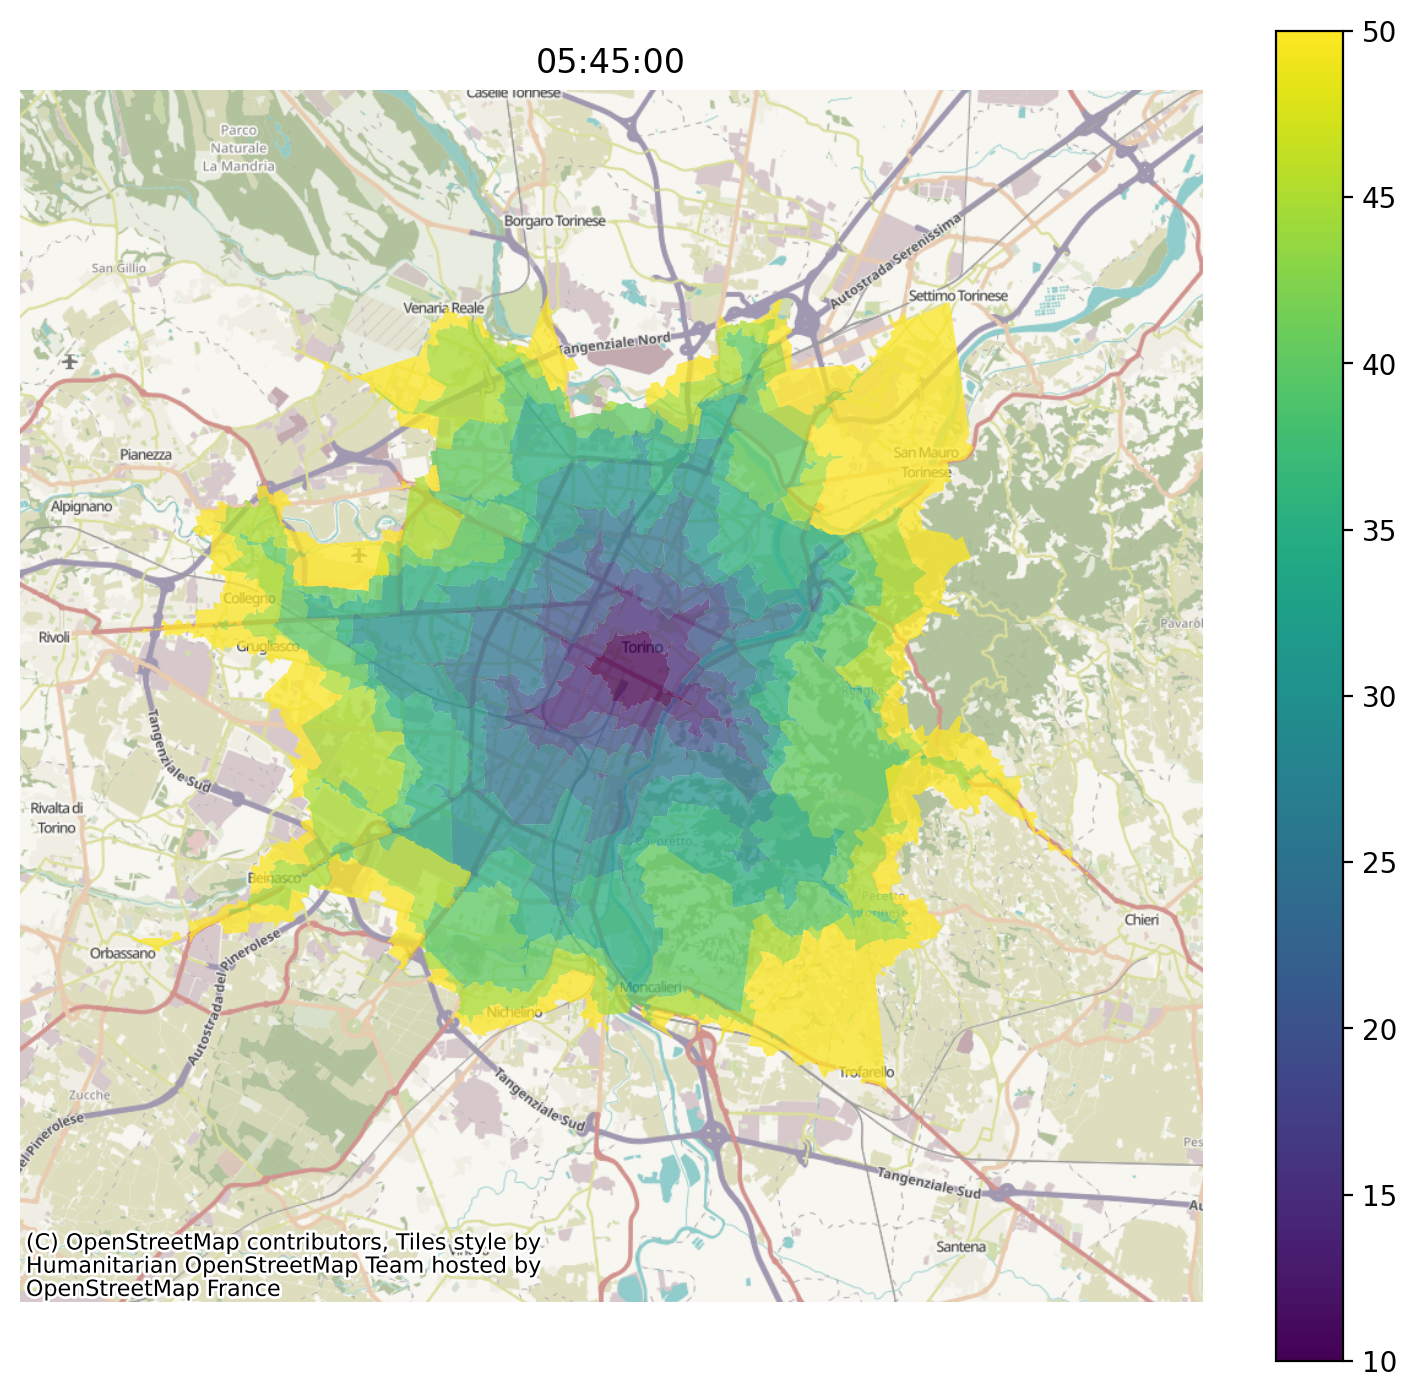 05:45:00
Caselle Torinese
Parco
Naturale
La Mandria
Borgaro Torinese
Autostrada Serenissima
San Gillio
Settimo Torinese
Venaria Reale
Tangenziale Nord
Pianezza
San Mauro
Torinese
Alpignano
Collegno
Rivoli
Grugliasco
Torino
Tangenziale Sud
Rivalta di
Torino
Beinasco
Pecetto
Torinese
Chieri
Orbassano
Autostrada del Pinerolese
Moncalieri
Nichelino
Trofarello
Zucche
Tangenziale Sud
Tangenziale Sud
Santena
(C) OpenStreetMap contributors, Tiles style by
Humanitarian OpenStreetMap Team hosted by
OpenStreetMap France
50
45
40
35
30
25
20
15
10